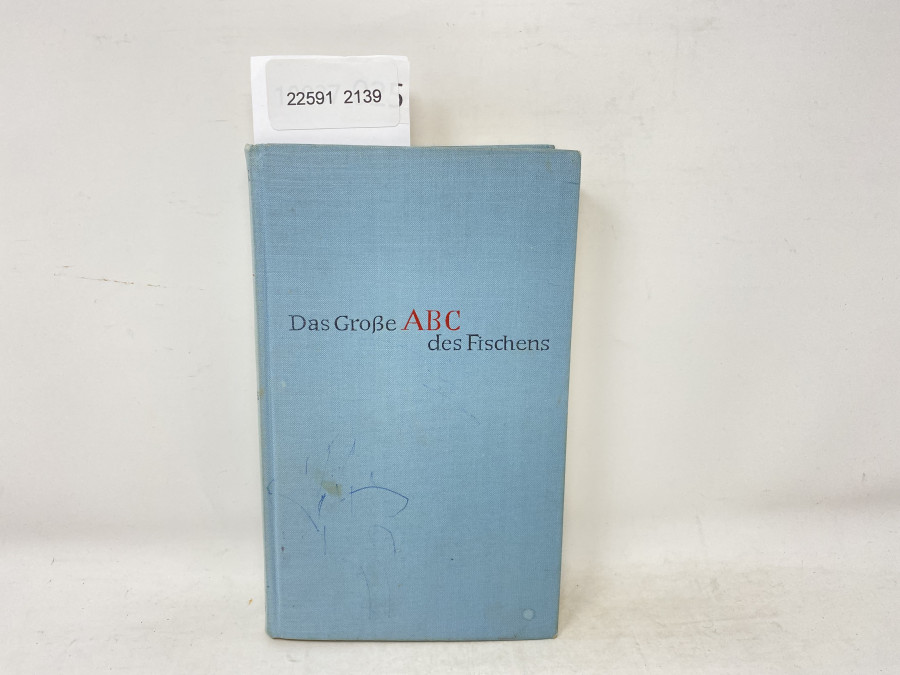 22591 2139
Das Große ABC
des Fischens